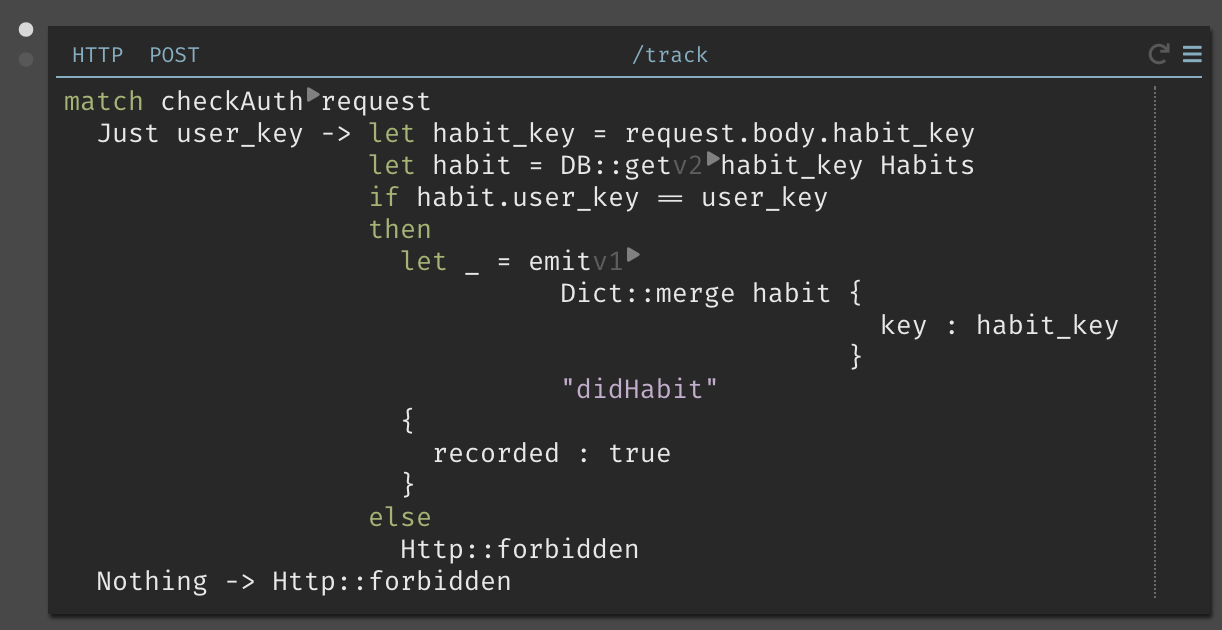 HTTP POST /track
match checkAuth request
Just user_key -> let habit_key = request.body.habit_key
let habit = DB::getv2 habit_key Habits
if habit.user_key == user_key
then
let _ = emitv1
Dict::merge habit {
key : habit_key
}
"didHabit"
{
recorded : true
}
else
Http::forbidden
Nothing -> Http::forbidden